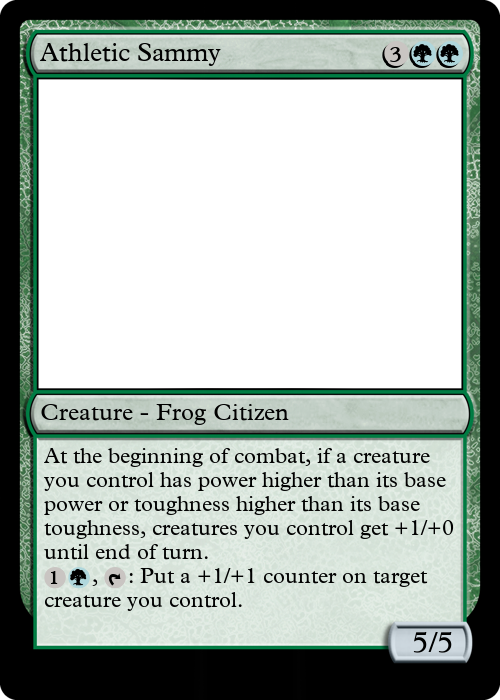 Athletic Sammy 3
Creature - Frog Citizen
At the beginning of combat, if a creature
you control has power higher than its base
power or toughness higher than its base
toughness, creatures you control get +1/+0
until end of turn.
1 , : Put a +1/+1 counter on target
creature you control.
5/5